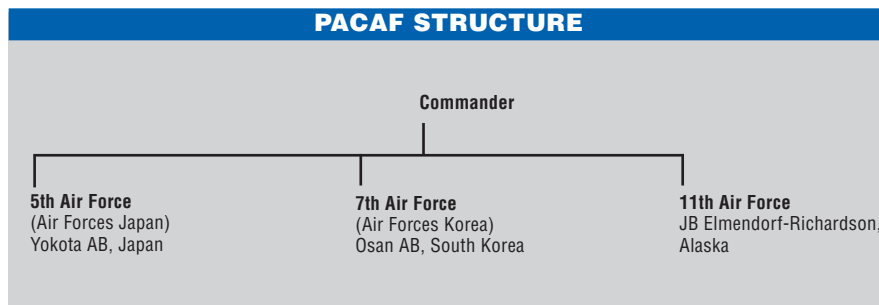 PACAF STRUCTURE
Commander
5th Air Force
(Air Forces Japan)
Yokota AB, Japan
7th Air Force
(Air Forces Korea)
Osan AB, South Korea
11th Air Force
JB Elmendorf-Richardson,
Alaska